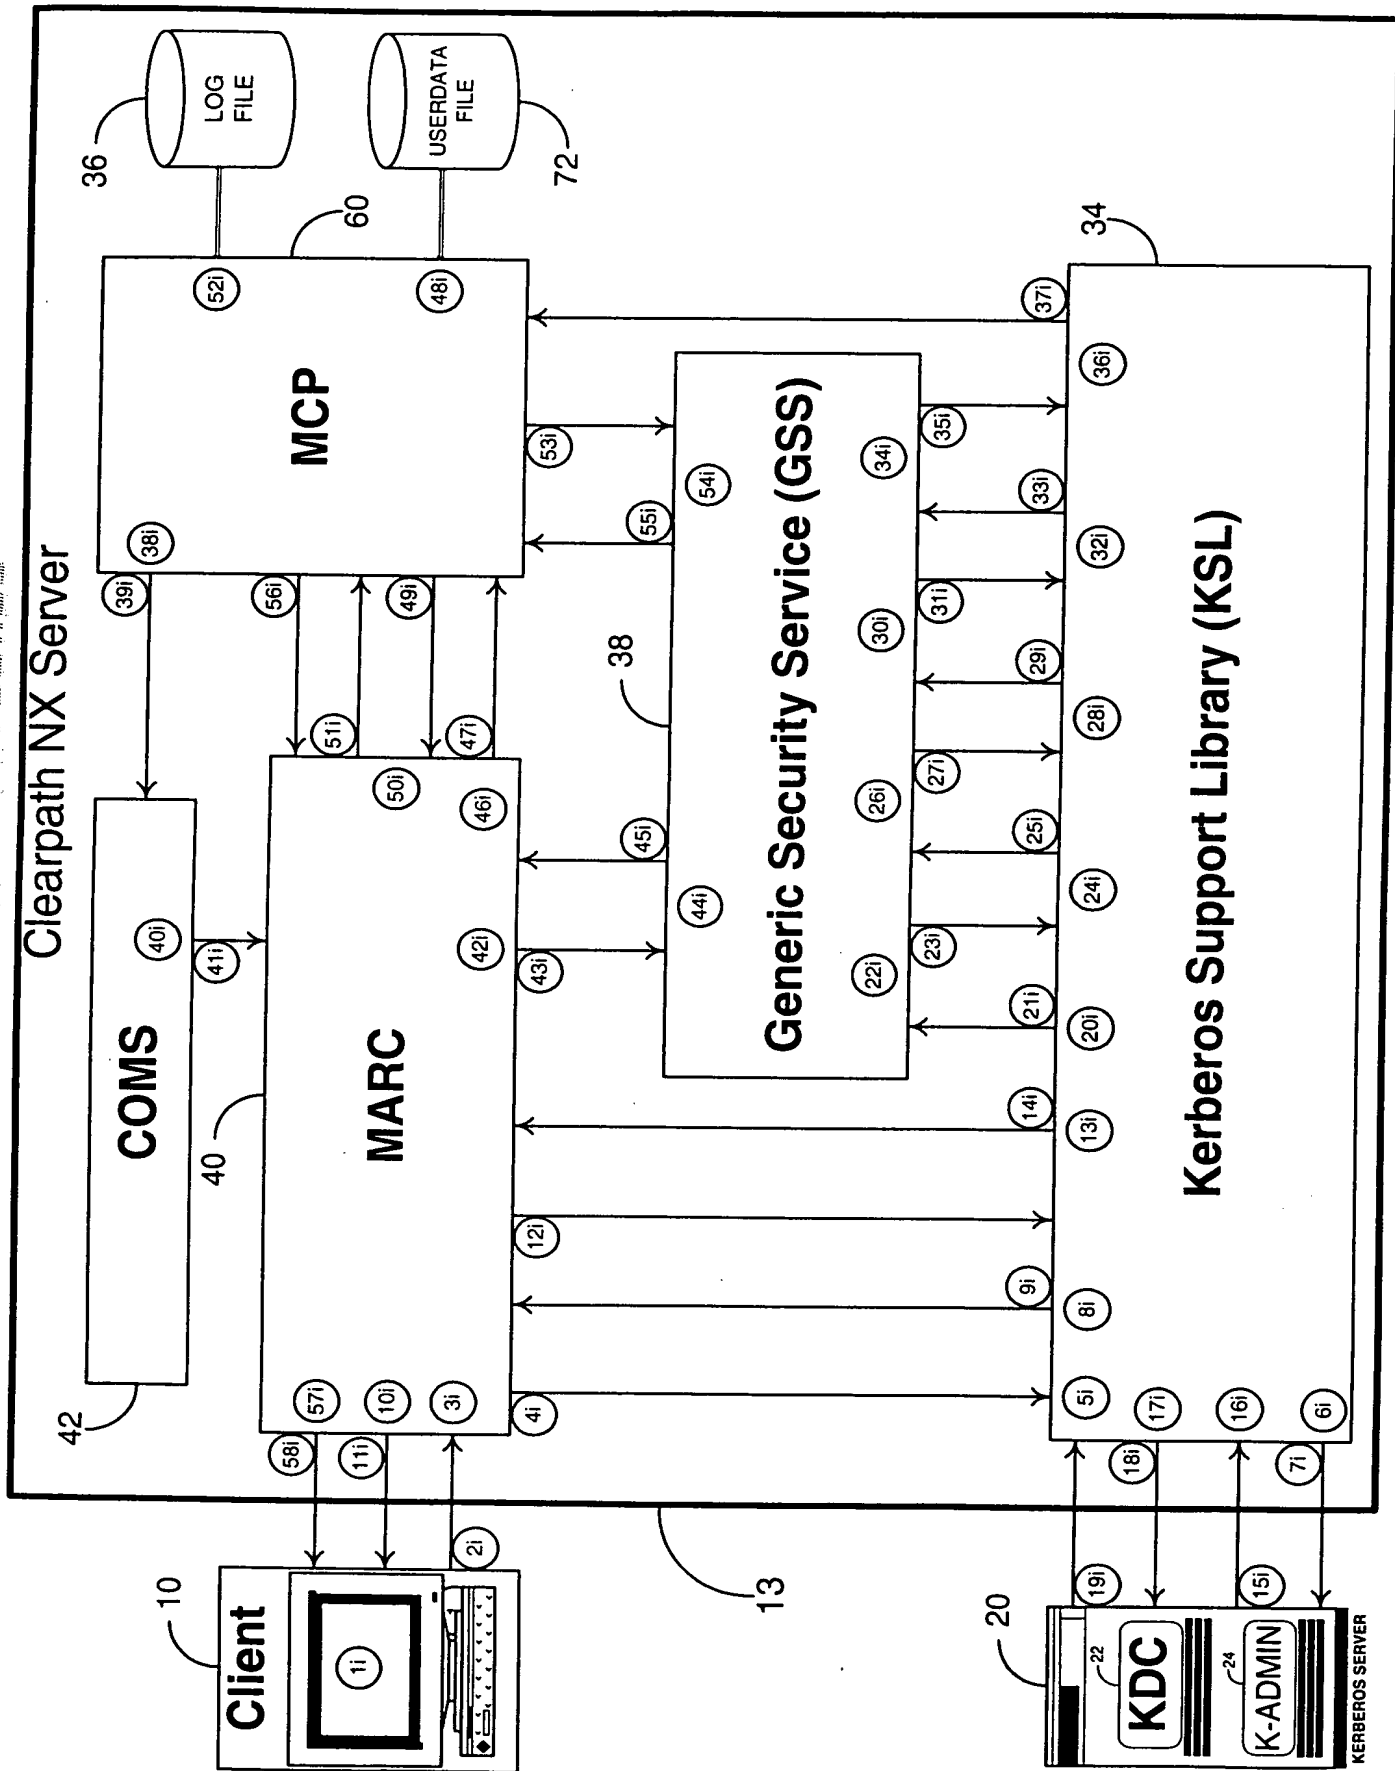 Clearpath NX Server
36
LOG
FILE
52i
USERDATA
FILE
72
48i
60
MCP
38i
39i
56i
51i
49i
47i
53i
55i
37i
COMS
40i
41i
42
40
MARC
50i
46i
42i
43i
45i
57i
10i
3i
58i
11i
2i
4i
12i
9i
14i
38
Generic Security Service (GSS)
54i
44i
34i
30i
26i
22i
35i
33i
31i
29i
27i
25i
23i
21i
34
Kerberos Support Library (KSL)
36i
32i
28i
24i
20i
13i
8i
5i
17i
16i
6i
18i
7i
19i
15i
13
10
Client
1i
20
22
KDC
24
K-ADMIN
KERBEROS SERVER